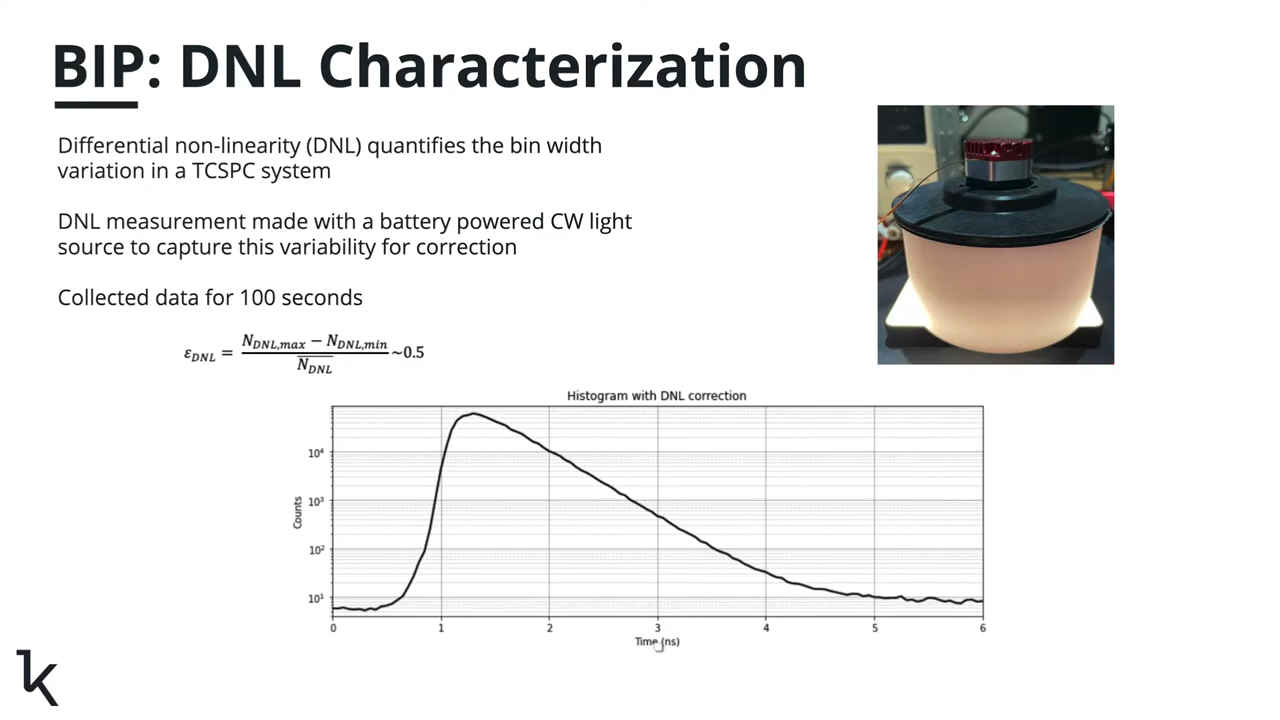 BIP: DNL Characterization
Differential non-linearity (DNL) quantifies the bin width
variation in a TCSPC system
DNL measurement made with a battery powered CW light
source to capture this variability for correction
Collected data for 100 seconds
ε_DNL = (N_DNL,max − N_DNL,min) / N̅_DNL ~0.5
Histogram with DNL correction
Counts
10⁴
10³
10²
10¹
0 1 2 3 4 5 6
Time (ns)
k